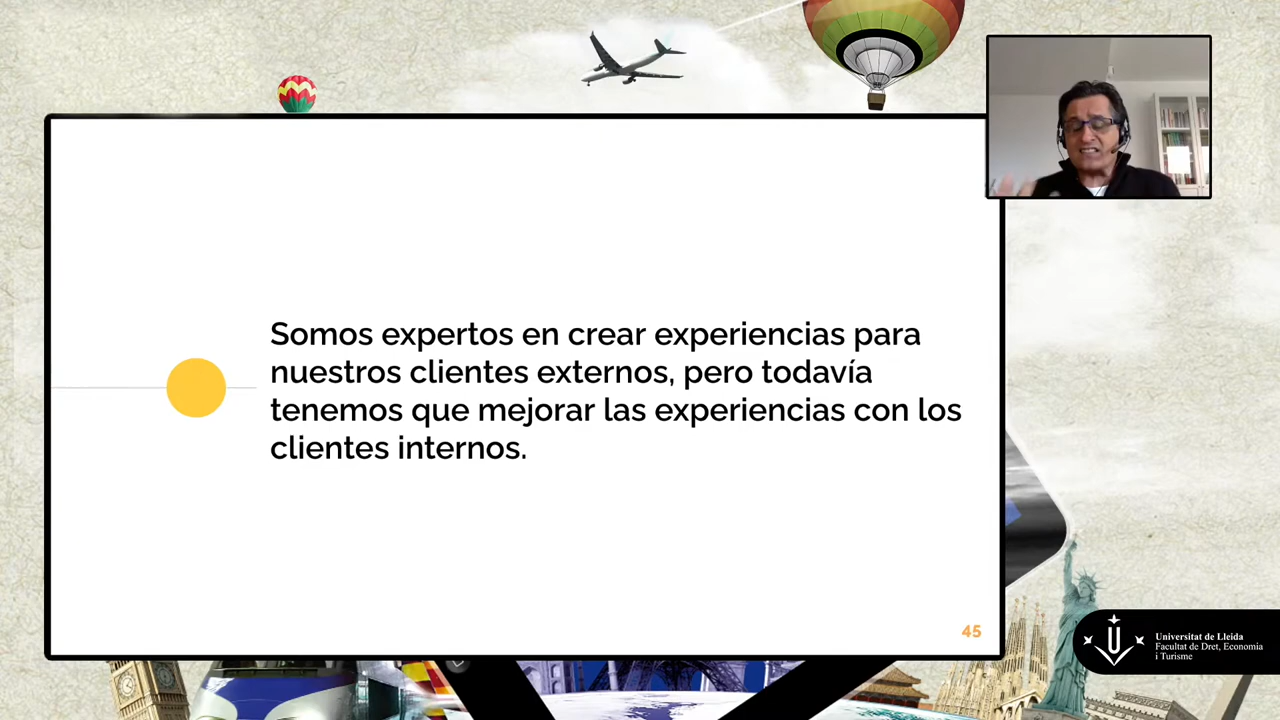 Somos expertos en crear experiencias para
nuestros clientes externos, pero todavía
tenemos que mejorar las experiencias con los
clientes internos.
45
Universitat de Lleida
Facultat de Dret, Economia
i Turisme